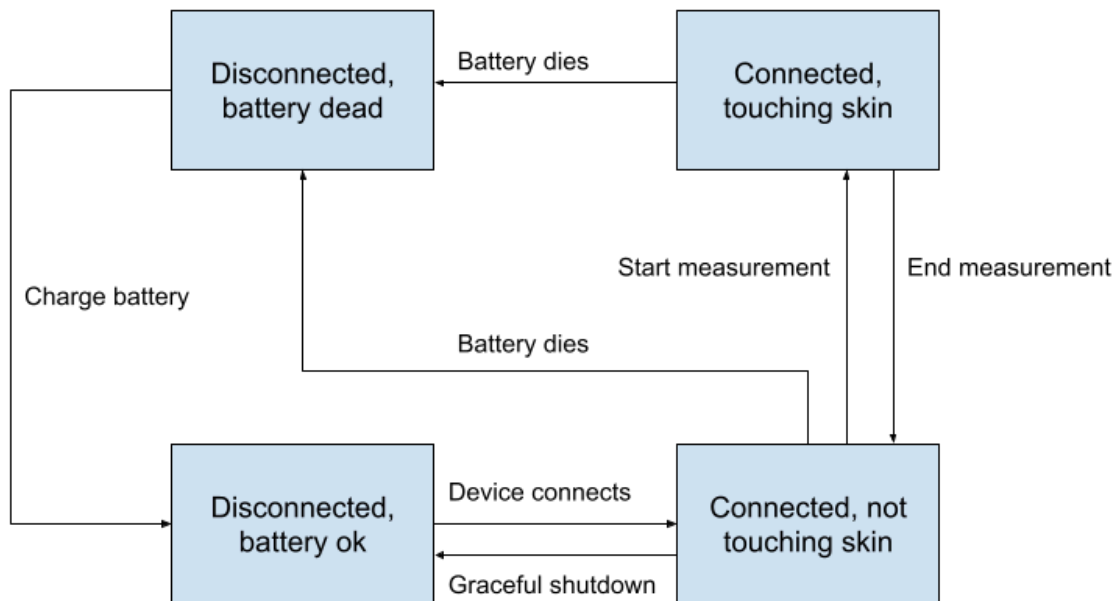 Disconnected,
battery dead
Battery dies
Connected,
touching skin
Start measurement
End measurement
Charge battery
Battery dies
Disconnected,
battery ok
Device connects
Graceful shutdown
Connected, not
touching skin